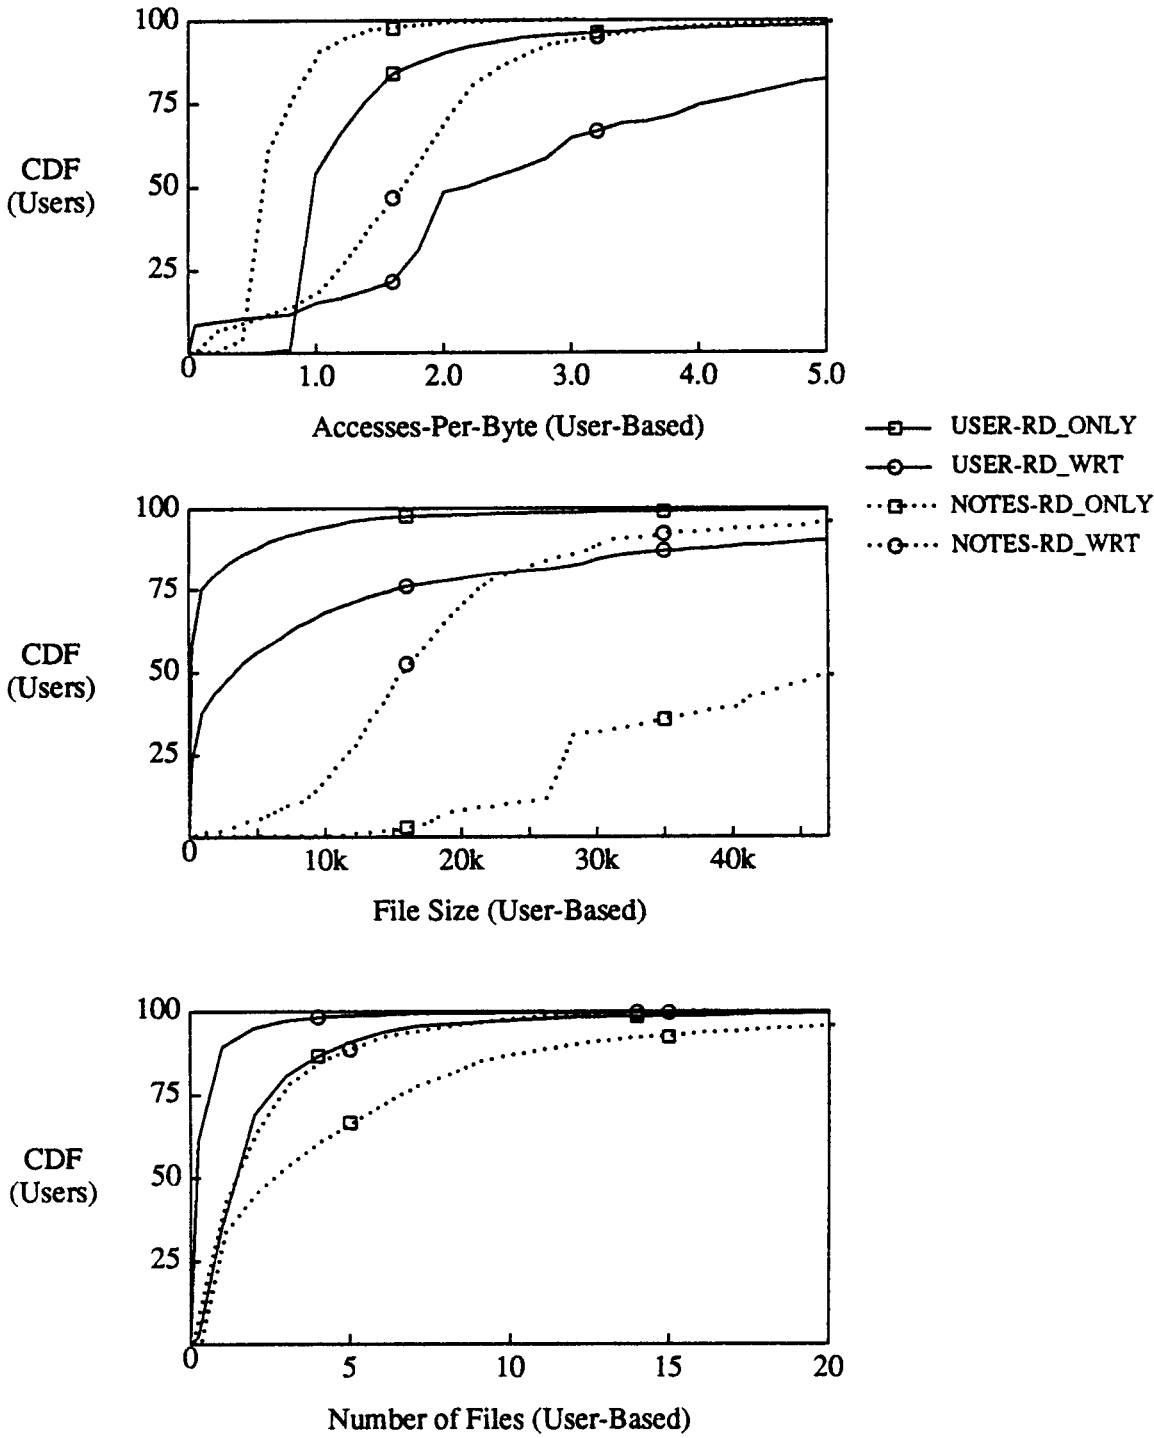 100
75
CDF
(Users)
50
25
0 1.0 2.0 3.0 4.0 5.0
Accesses-Per-Byte (User-Based)
USER-RD_ONLY
USER-RD_WRT
NOTES-RD_ONLY
NOTES-RD_WRT
100
75
CDF
(Users)
50
25
0 10k 20k 30k 40k
File Size (User-Based)
100
75
CDF
(Users)
50
25
0 5 10 15 20
Number of Files (User-Based)